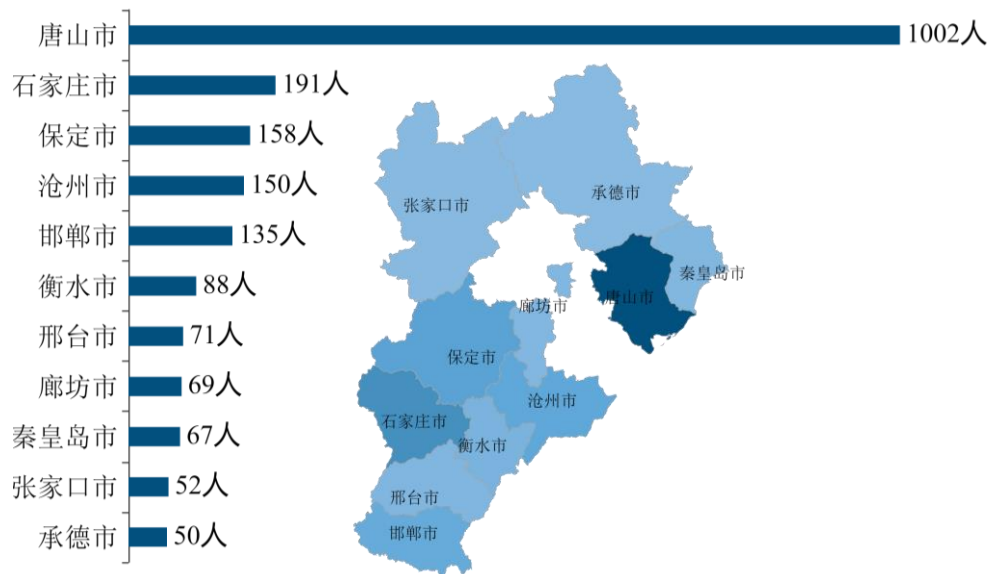 唐山市 1002人
石家庄市 191人
保定市 158人
沧州市 150人
邯郸市 135人
衡水市 88人
邢台市 71人
廊坊市 69人
秦皇岛市 67人
张家口市 52人
承德市 50人
张家口市
承德市
秦皇岛市
唐山市
廊坊市
保定市
沧州市
石家庄市
衡水市
邢台市
邯郸市